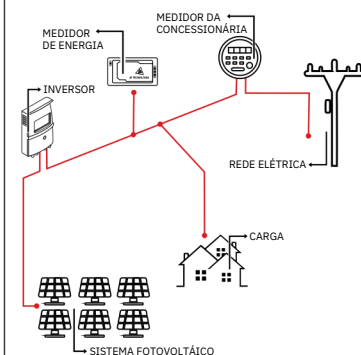 MEDIDOR
DE ENERGIA
MEDIDOR DA
CONCESSIONÁRIA
INVERSOR
REDE ELÉTRICA
CARGA
SISTEMA FOTOVOLTÁICO